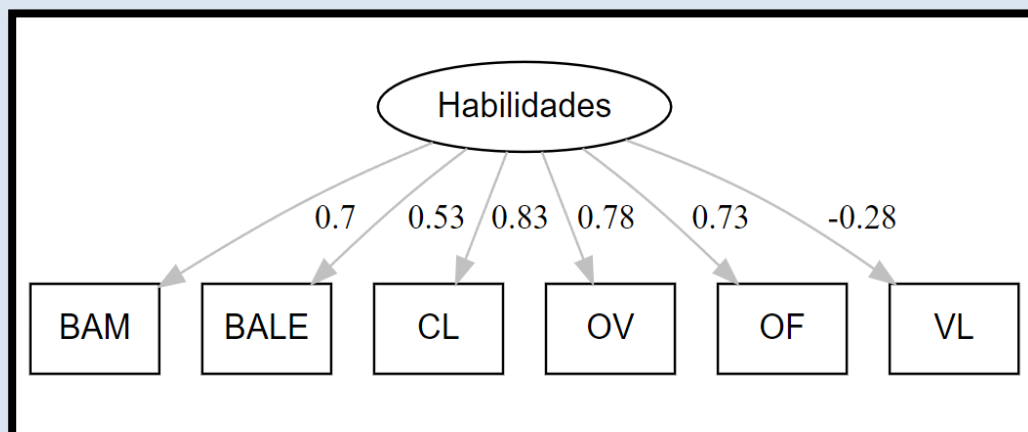 Habilidades
0.7 0.53 0.83 0.78 0.73 -0.28
BAM BALE CL OV OF VL